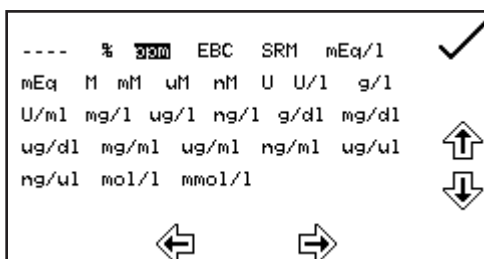 ---- % ppm EBC SRM mEq/l
mEq M mM uM nM U U/l g/l
U/ml mg/l ug/l ng/l g/dl mg/dl
ug/dl mg/ml ug/ml ng/ml ug/ul
ng/ul mol/l mmol/l